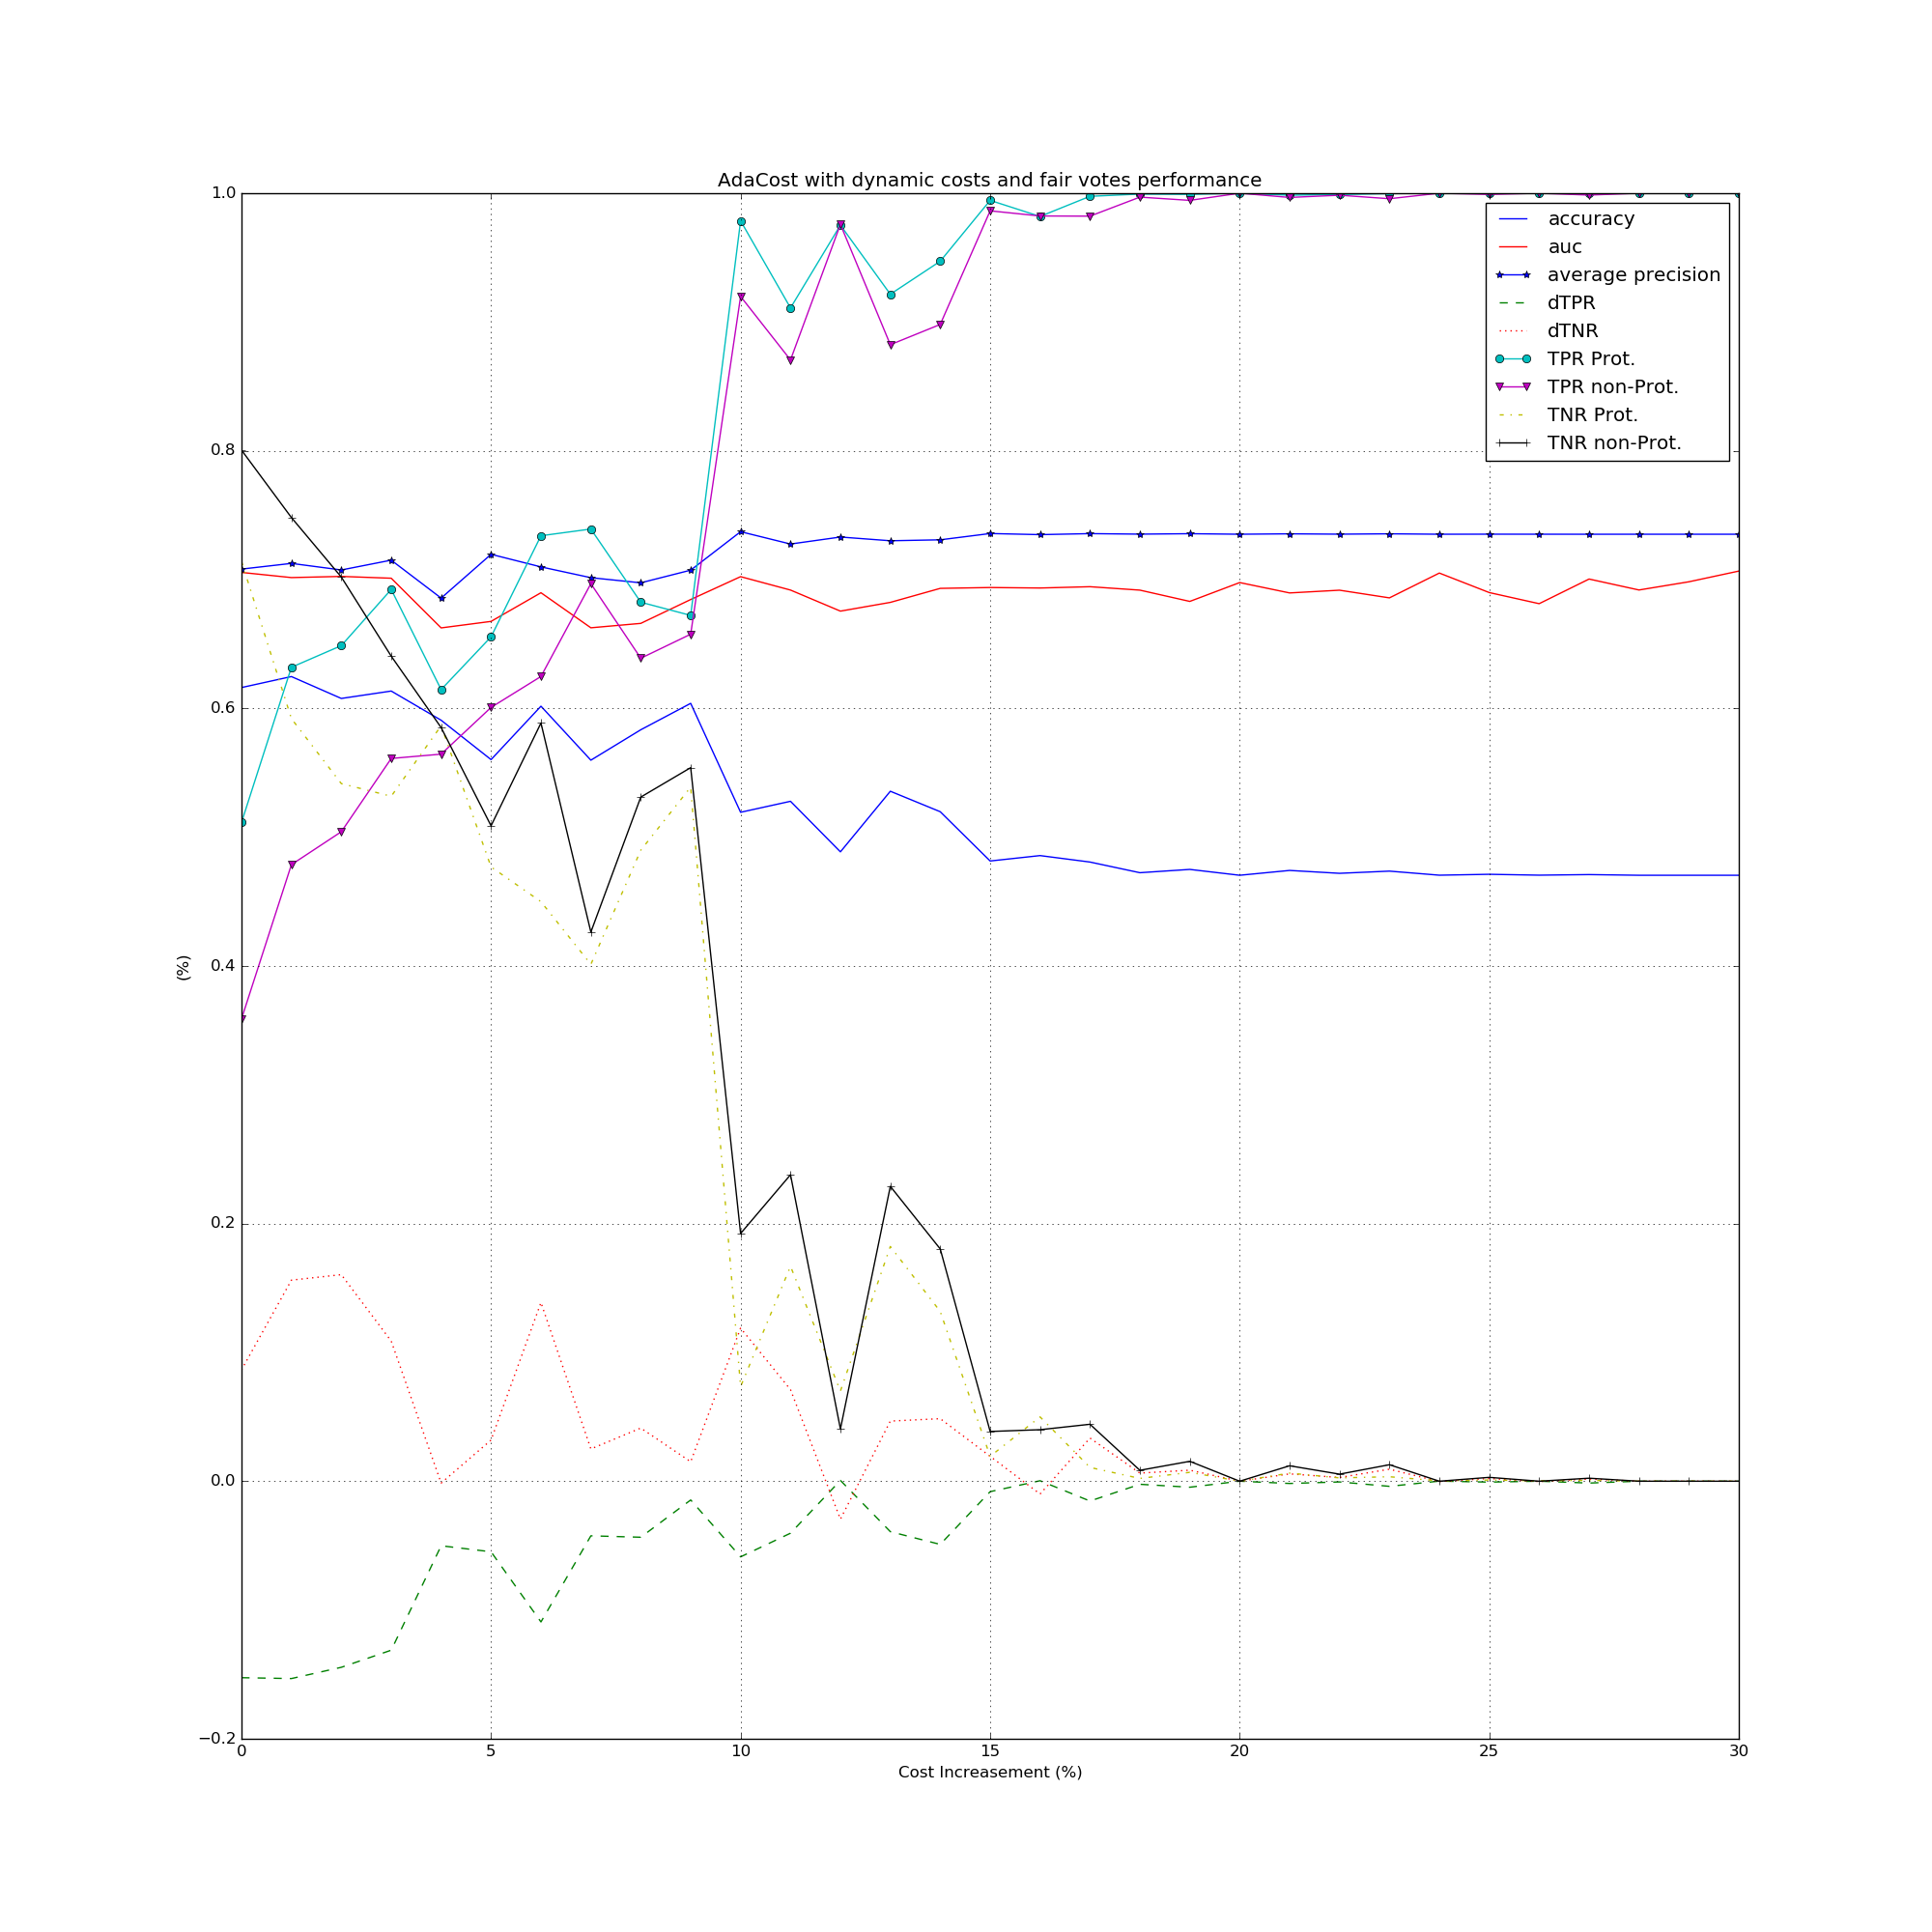 AdaCost with dynamic costs and fair votes performance
1.0
0.8
0.6
0.4
0.2
0.0
−0.2
(%)
accuracy
auc
average precision
dTPR
dTNR
TPR Prot.
TPR non-Prot.
TNR Prot.
TNR non-Prot.
0 5 10 15 20 25 30
Cost Increasement (%)